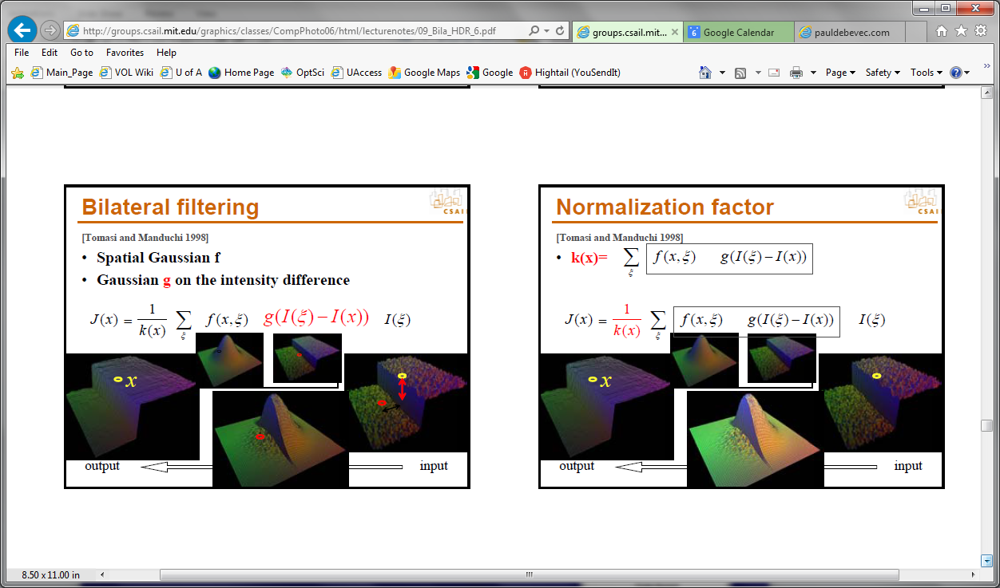 http://groups.csail.mit.edu/graphics/classes/CompPhoto06/html/lecturenotes/09_Bila_HDR_6.pdf
groups.csail.mit...
6 Google Calendar
pauldebevec.com
File Edit Go to Favorites Help
Main_Page VOL Wiki U of A Home Page OptSci UAccess Google Maps Google Hightail (YouSendIt) Page Safety Tools
Bilateral filtering
CSAIL
[Tomasi and Manduchi 1998]
• Spatial Gaussian f
• Gaussian g on the intensity difference
J(x) = 1/k(x) ∑ξ f(x,ξ) g(I(ξ)−I(x)) I(ξ)
x
output
input
Normalization factor
CSAIL
[Tomasi and Manduchi 1998]
• k(x)= ∑ξ f(x,ξ) g(I(ξ)−I(x))
J(x) = 1/k(x) ∑ξ f(x,ξ) g(I(ξ)−I(x)) I(ξ)
x
output
input
8.50 x 11.00 in